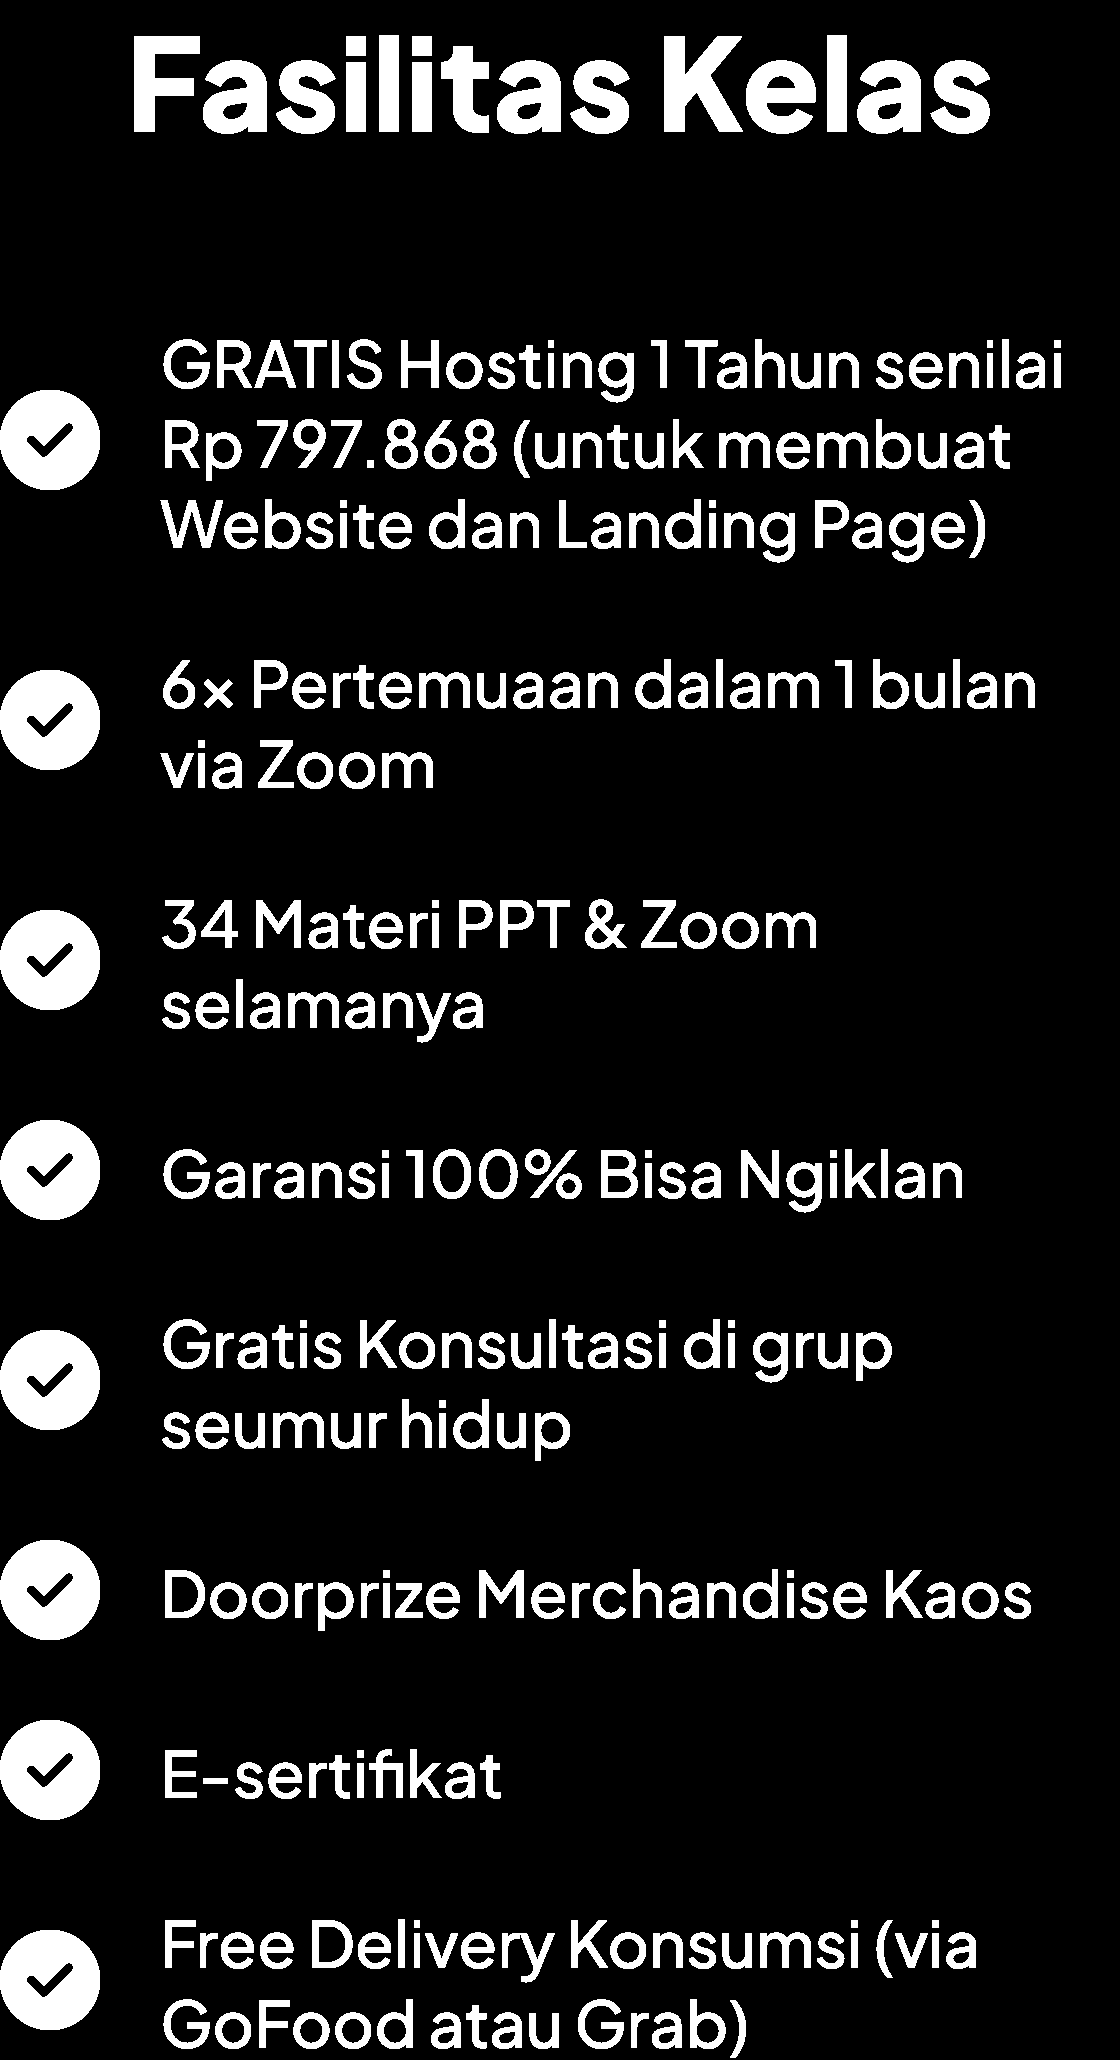 Fasilitas Kelas
GRATIS Hosting 1 Tahun senilai
Rp 797.868 (untuk membuat
Website dan Landing Page)
6x Pertemuaan dalam 1 bulan
via Zoom
34 Materi PPT & Zoom
selamanya
Garansi 100% Bisa Ngiklan
Gratis Konsultasi di grup
seumur hidup
Doorprize Merchandise Kaos
E-sertifikat
Free Delivery Konsumsi (via
GoFood atau Grab)